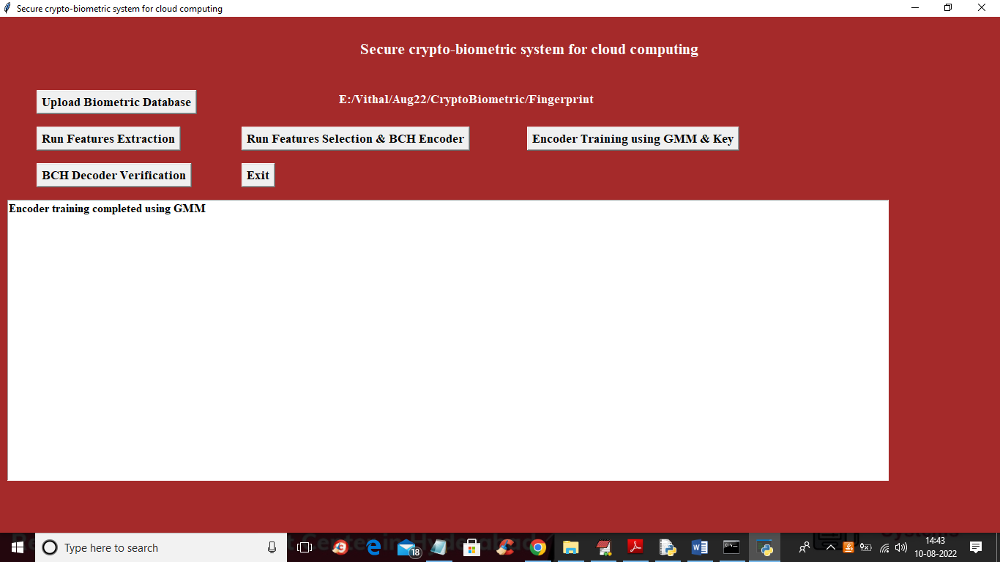 Secure crypto-biometric system for cloud computing
Secure crypto-biometric system for cloud computing
Upload Biometric Database
E:/Vithal/Aug22/CryptoBiometric/Fingerprint
Run Features Extraction
Run Features Selection & BCH Encoder
Encoder Training using GMM & Key
BCH Decoder Verification
Exit
Encoder training completed using GMM
Type here to search
18
14:43
10-08-2022